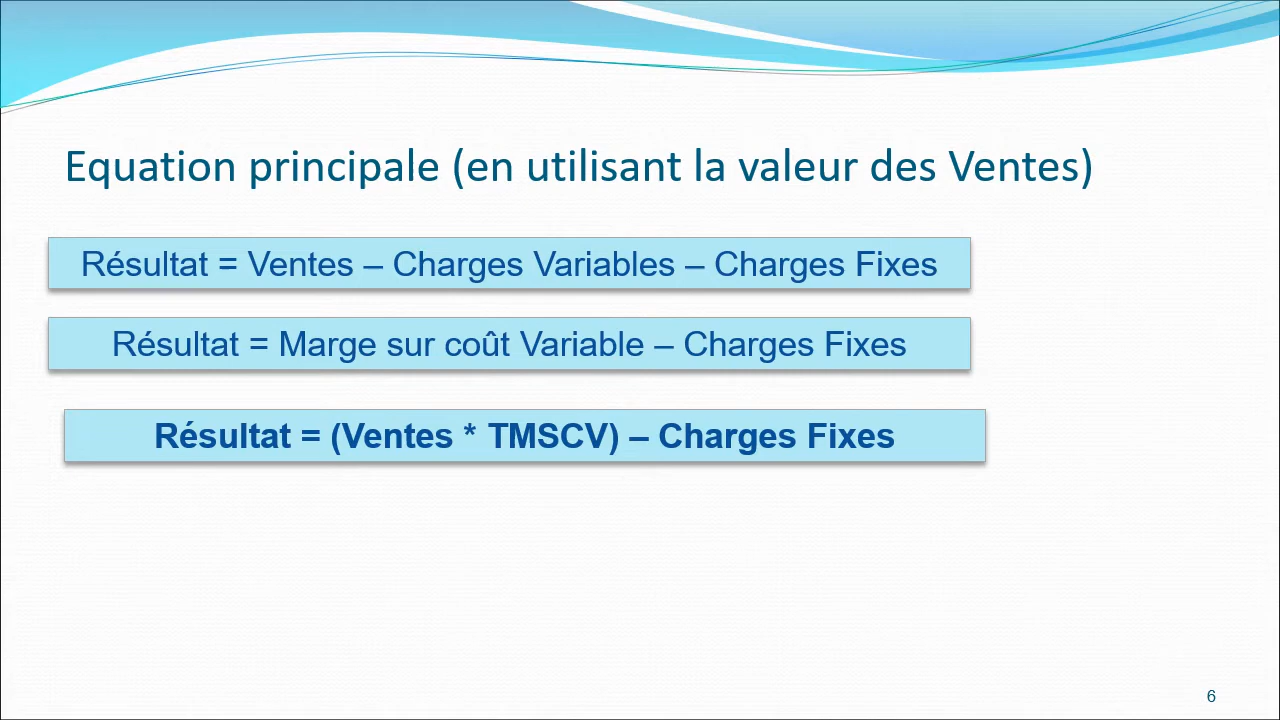 Equation principale (en utilisant la valeur des Ventes)
Résultat = Ventes – Charges Variables – Charges Fixes
Résultat = Marge sur coût Variable – Charges Fixes
Résultat = (Ventes * TMSCV) – Charges Fixes
6